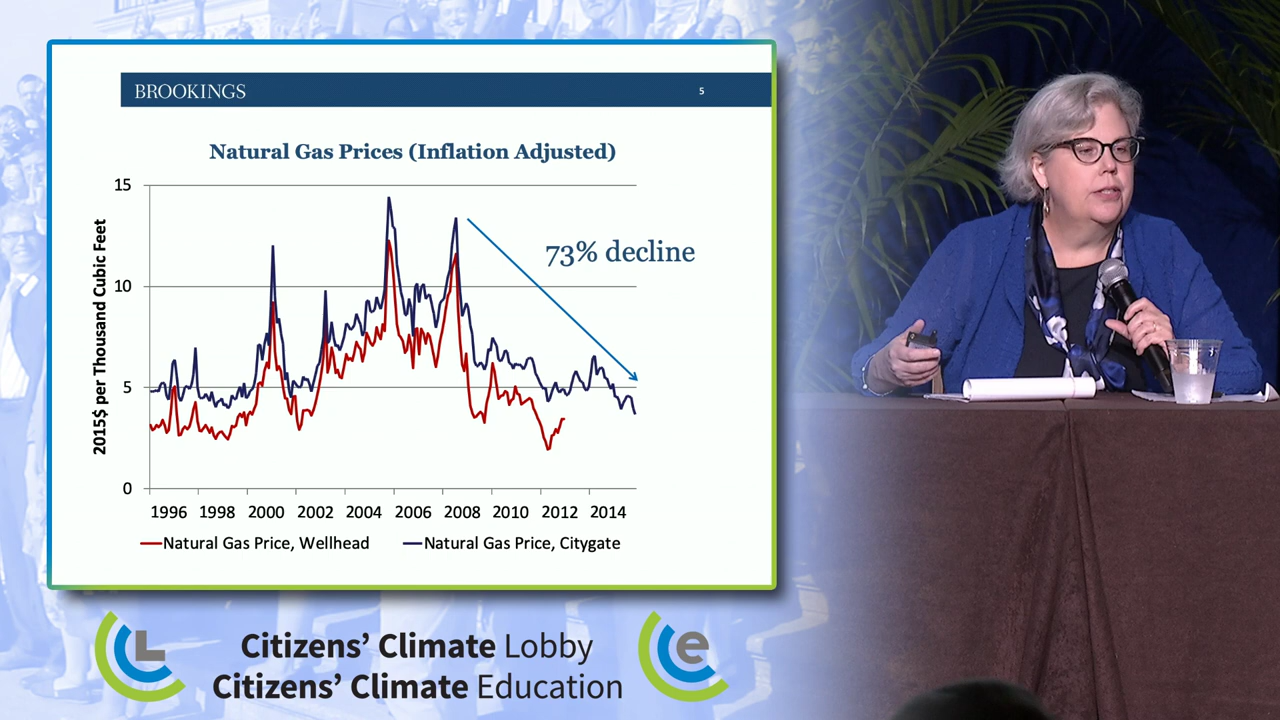 BROOKINGS
5
Natural Gas Prices (Inflation Adjusted)
15
10
5
0
2015$ per Thousand Cubic Feet
73% decline
1996 1998 2000 2002 2004 2006 2008 2010 2012 2014
Natural Gas Price, Wellhead Natural Gas Price, Citygate
L
Citizens’ Climate Lobby
Citizens’ Climate Education
e